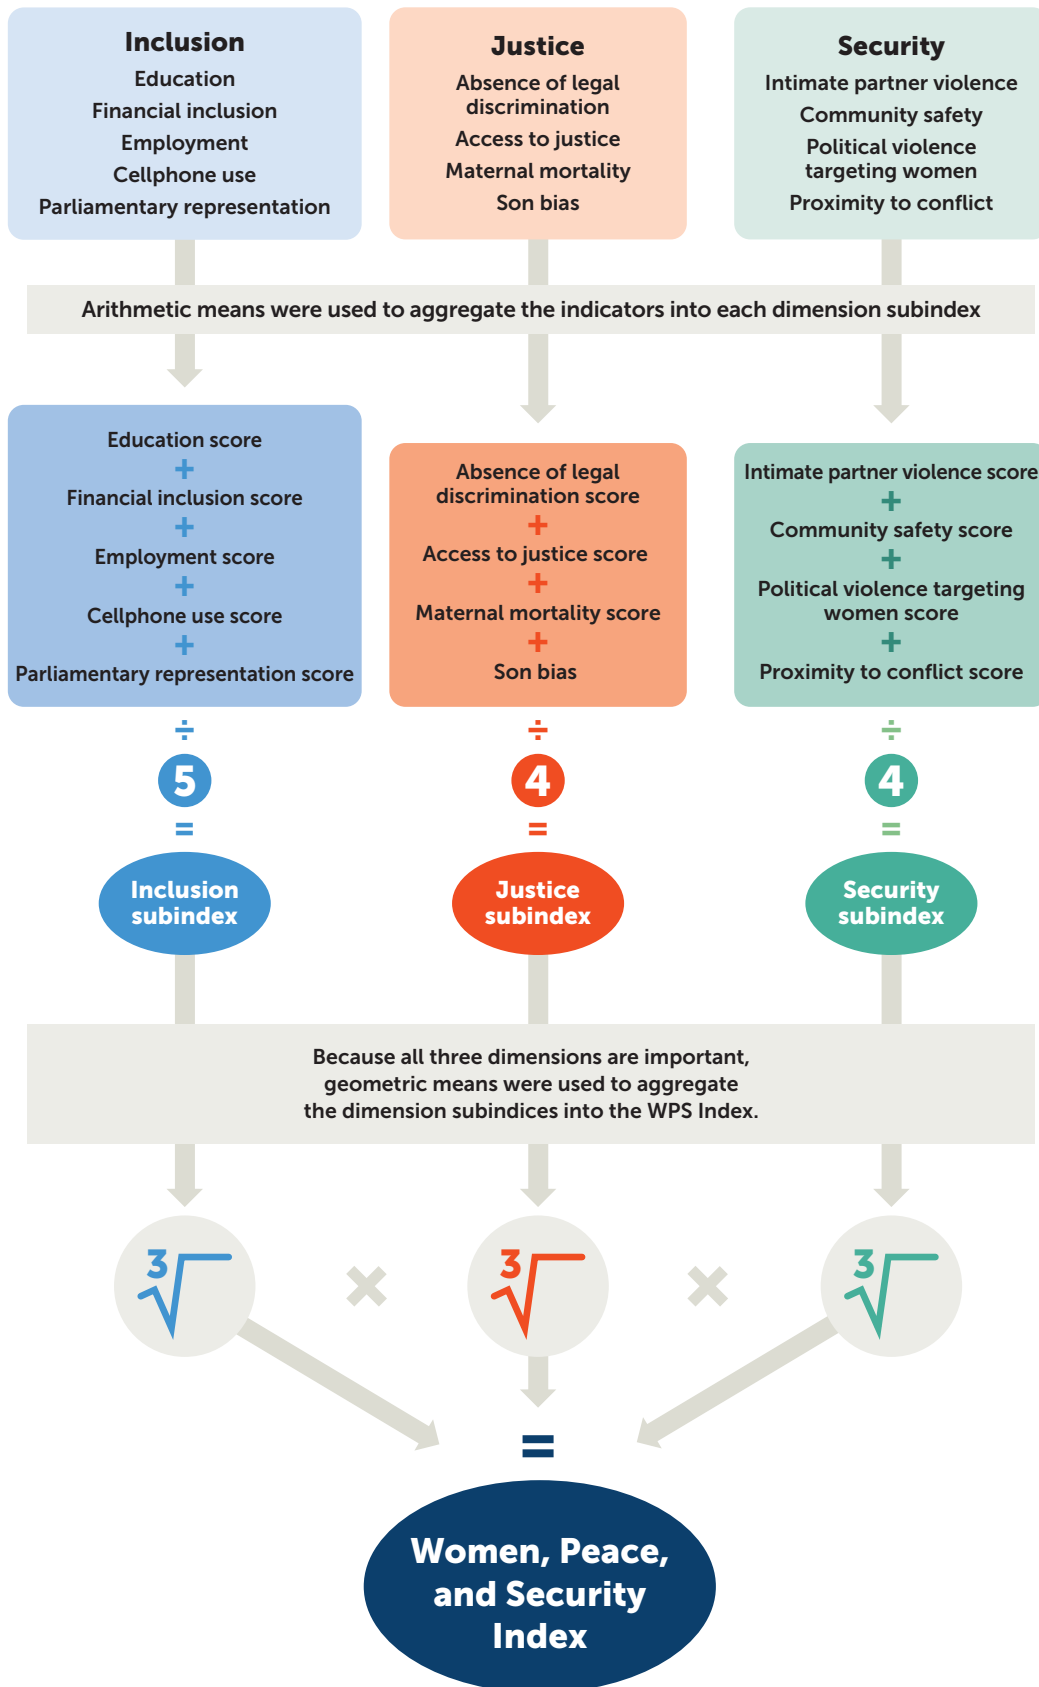 Inclusion
Education
Financial inclusion
Employment
Cellphone use
Parliamentary representation
Justice
Absence of legal
discrimination
Access to justice
Maternal mortality
Son bias
Security
Intimate partner violence
Community safety
Political violence
targeting women
Proximity to conflict
Arithmetic means were used to aggregate the indicators into each dimension subindex
Education score
+
Financial inclusion score
+
Employment score
+
Cellphone use score
+
Parliamentary representation score
÷
5
=
Inclusion
subindex
Absence of legal
discrimination score
+
Access to justice score
+
Maternal mortality score
+
Son bias
÷
4
=
Justice
subindex
Intimate partner violence score
+
Community safety score
+
Political violence targeting
women score
+
Proximity to conflict score
÷
4
=
Security
subindex
Because all three dimensions are important,
geometric means were used to aggregate
the dimension subindices into the WPS Index.
3√ × 3√ × 3√
=
Women, Peace,
and Security
Index